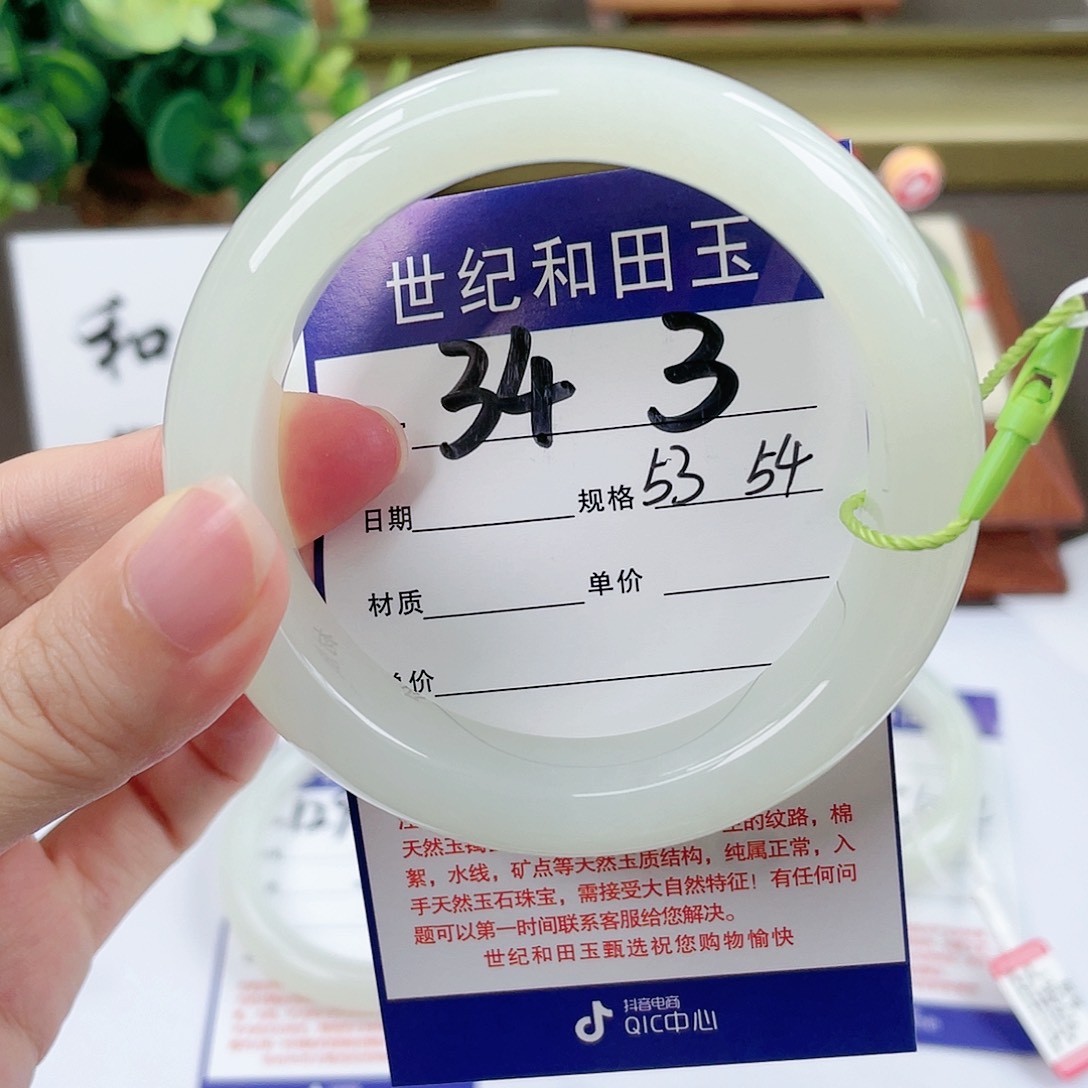 世纪和田玉
34 3
日期 规格 53 54
材质 单价
价
的纹路，棉
天然玉
絮，水线，矿点等天然玉质结构，纯属正常，入
手天然玉石珠宝，需接受大自然特征！有任何问
题可以第一时间联系客服给您解决。
世纪和田玉甄选祝您购物愉快
抖音电商
QIC中心
和